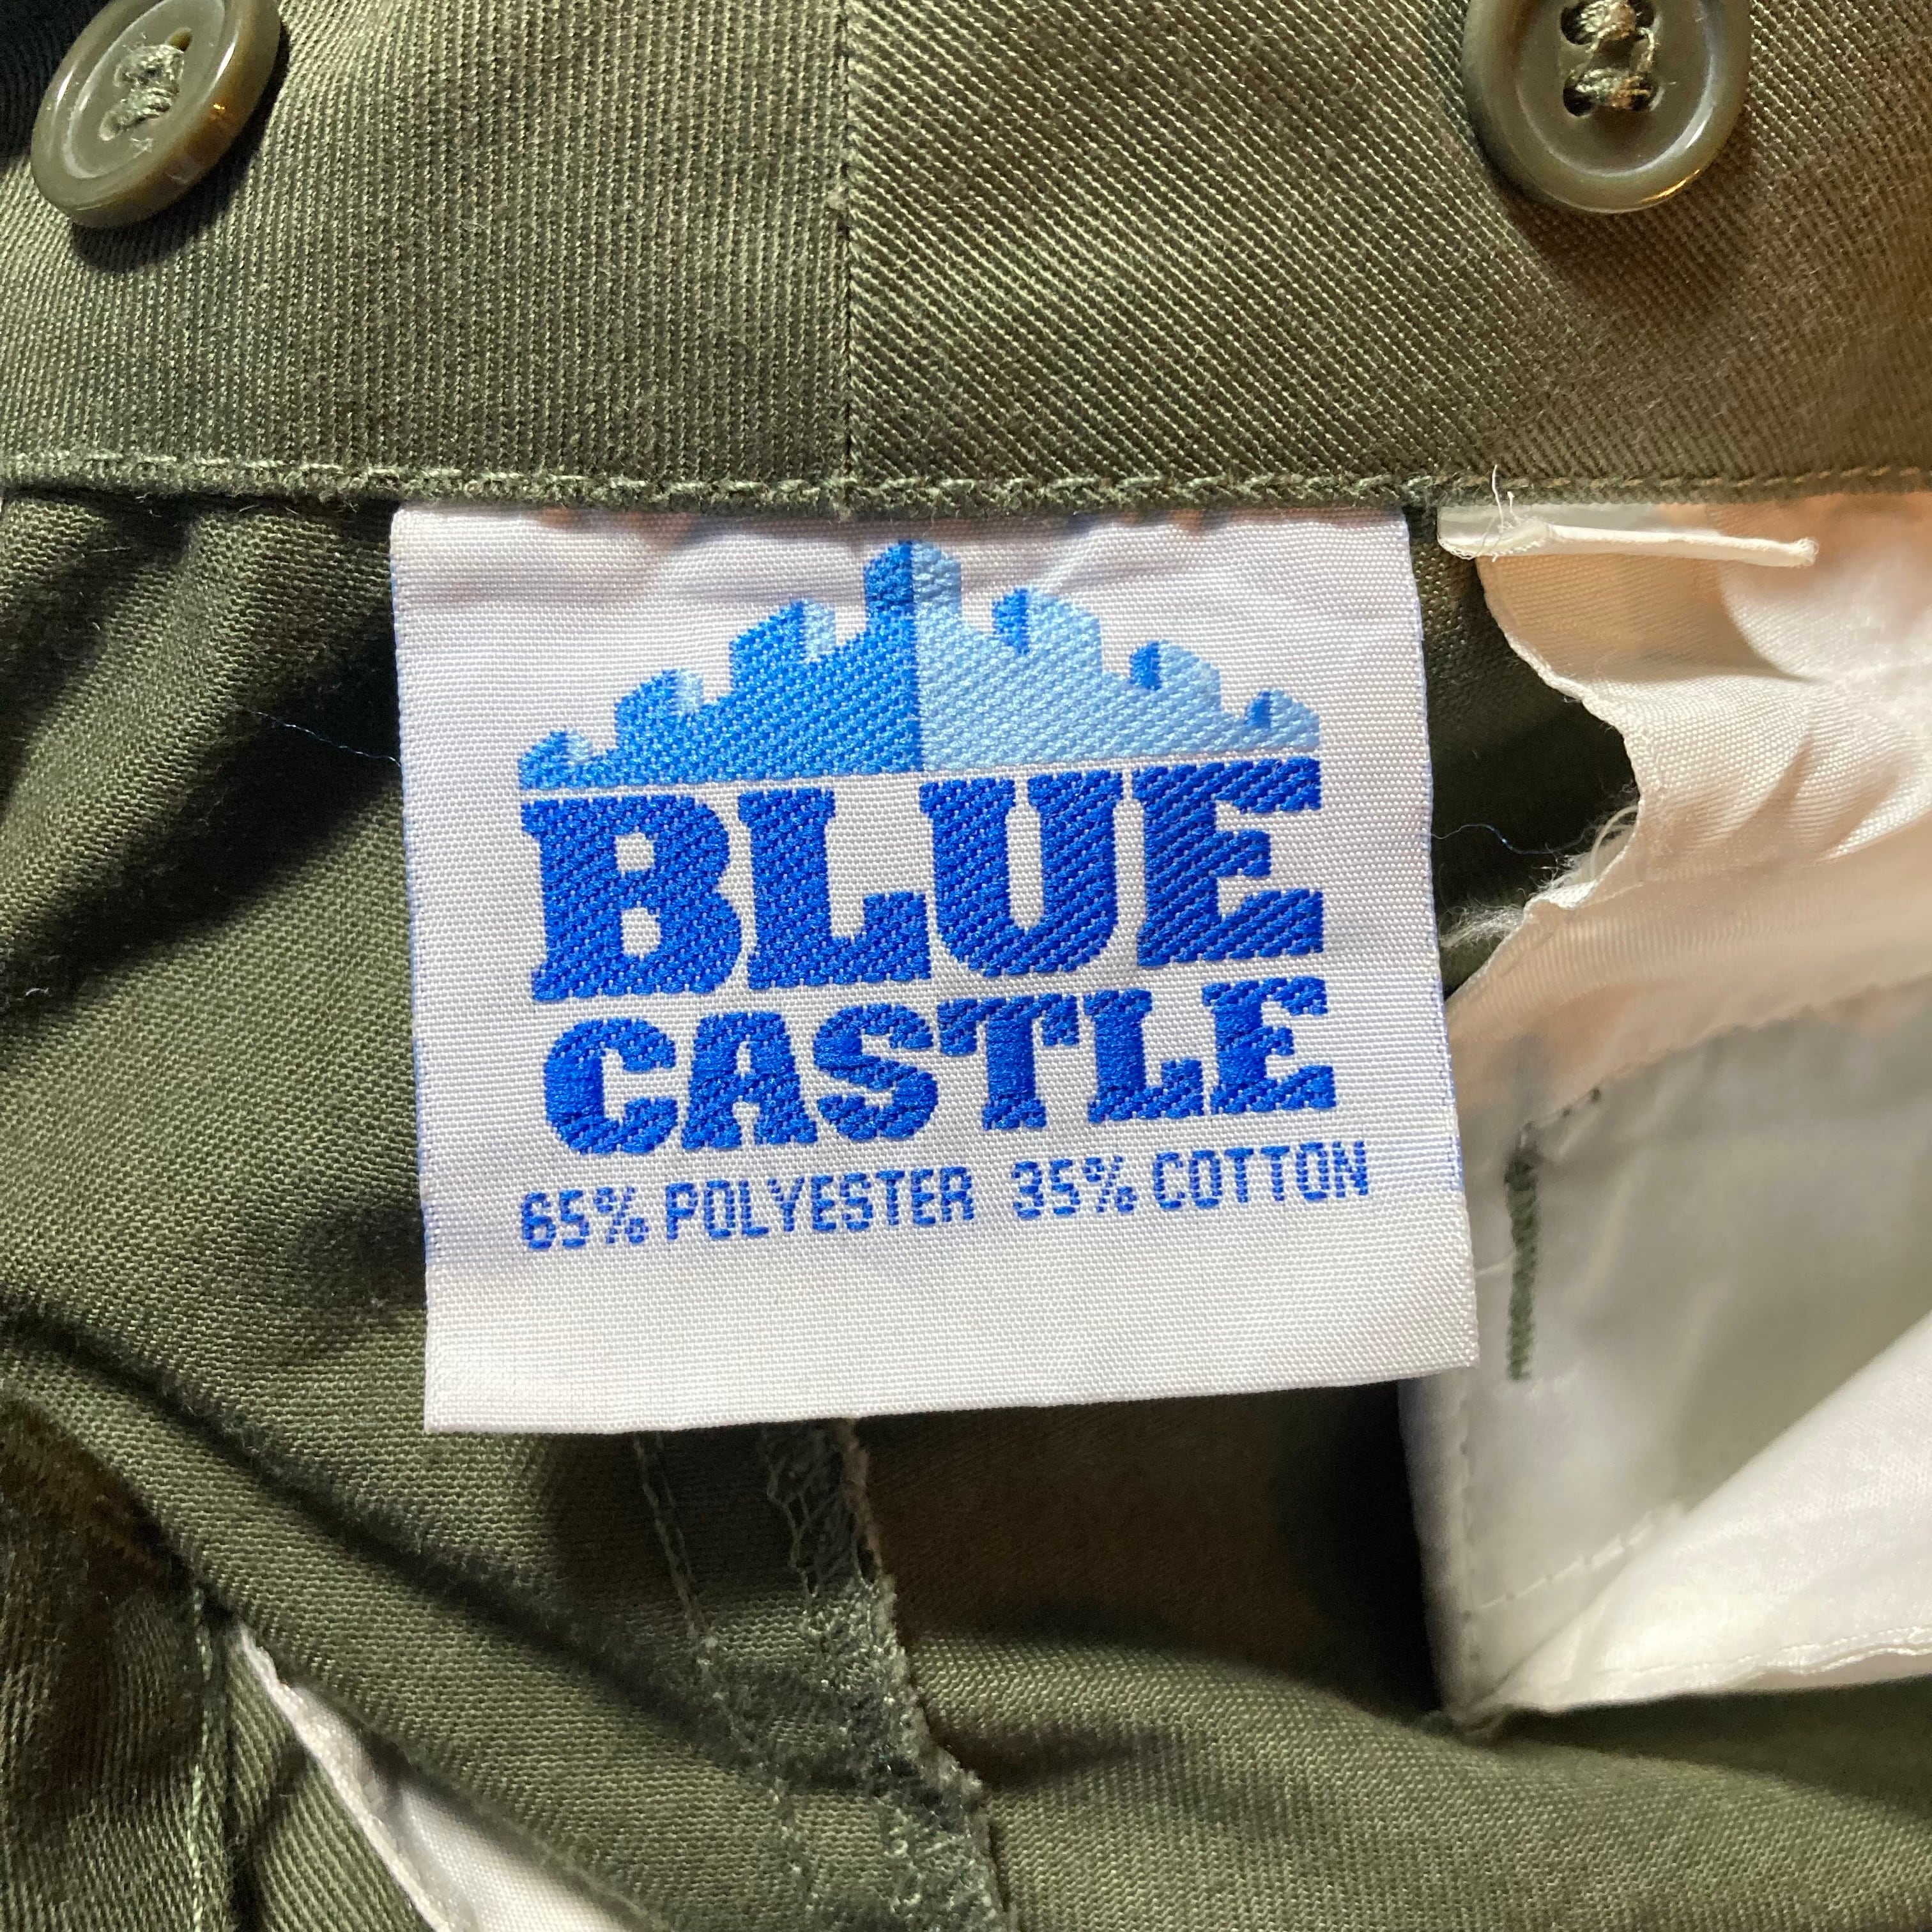 BLUE
CASTLE
65% POLYESTER 35% COTTON